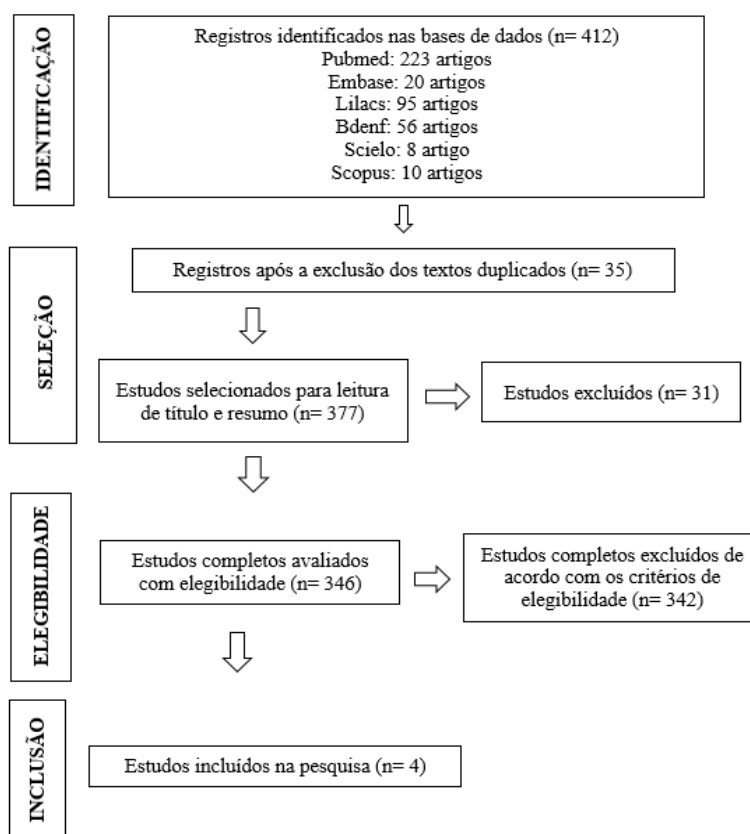 IDENTIFICAÇÃO
Registros identificados nas bases de dados (n= 412)
Pubmed: 223 artigos
Embase: 20 artigos
Lilacs: 95 artigos
Bdenf: 56 artigos
Scielo: 8 artigo
Scopus: 10 artigos
SELEÇÃO
Registros após a exclusão dos textos duplicados (n= 35)
Estudos selecionados para leitura
de título e resumo (n= 377)
Estudos excluídos (n= 31)
ELEGIBILIDADE
Estudos completos avaliados
com elegibilidade (n= 346)
Estudos completos excluídos de
acordo com os critérios de
elegibilidade (n= 342)
INCLUSÃO
Estudos incluídos na pesquisa (n= 4)